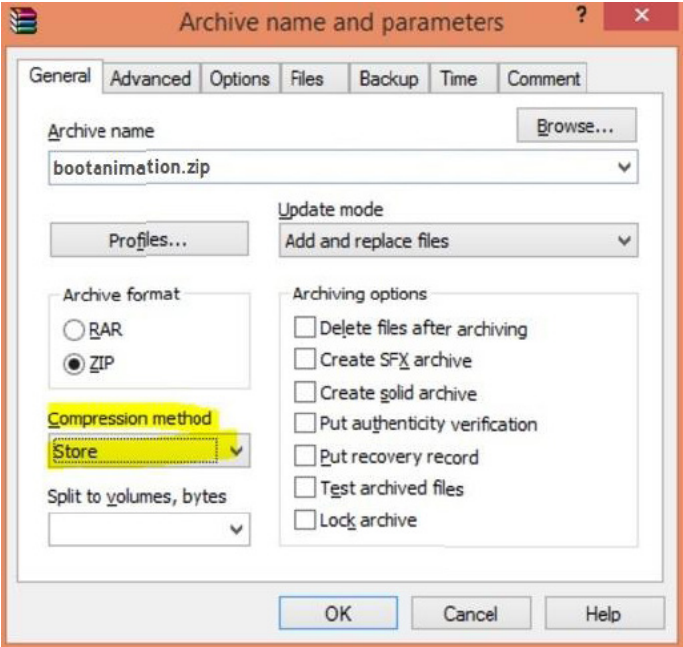 Archive name and parameters ?
General Advanced Options Files Backup Time Comment
Archive name
Browse...
bootanimation.zip
Update mode
Profiles...
Add and replace files
Archive format
RAR
ZIP
Compression method
Store
Split to volumes, bytes
Archiving options
Delete files after archiving
Create SFX archive
Create solid archive
Put authenticity verification
Put recovery record
Test archived files
Lock archive
OK Cancel Help